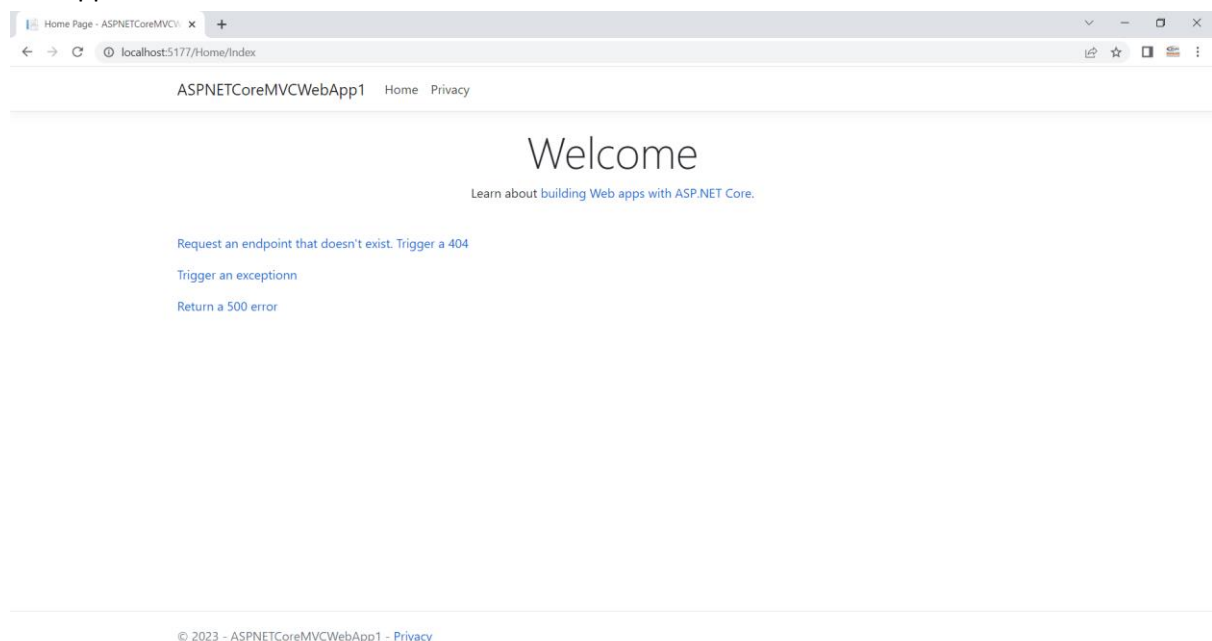 Home Page - ASPNETCoreMVCW
localhost:5177/Home/Index
ASPNETCoreMVCWebApp1 Home Privacy
Welcome
Learn about building Web apps with ASP.NET Core.
Request an endpoint that doesn't exist. Trigger a 404
Trigger an exceptionn
Return a 500 error
© 2023 - ASPNETCoreMVCWebApp1 - Privacy